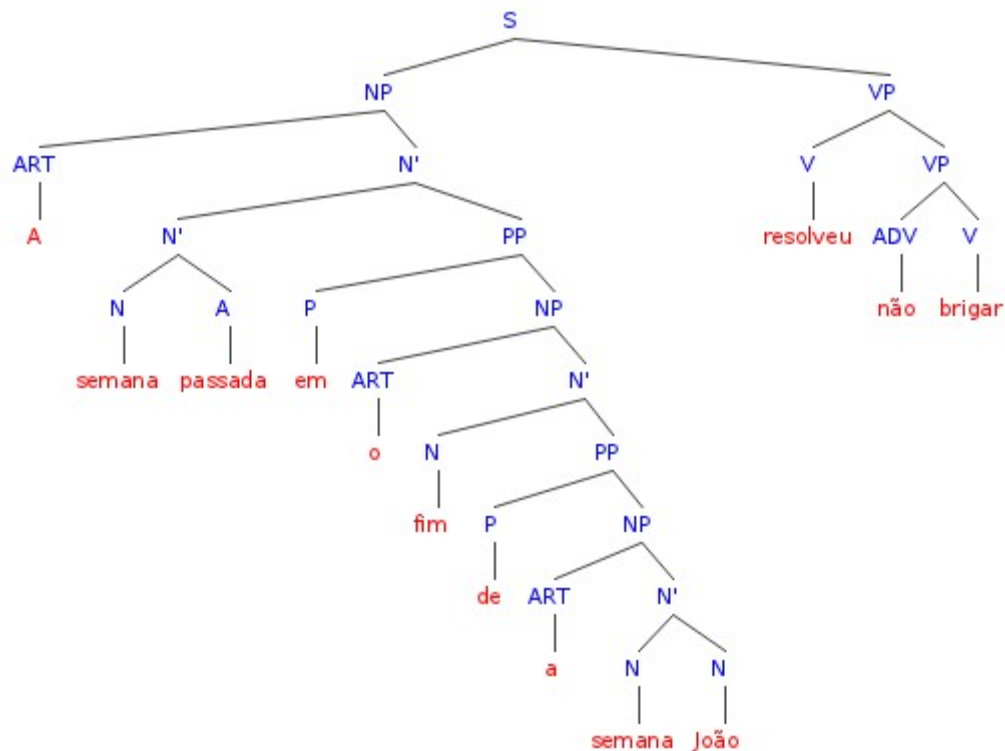 S
NP VP
ART N' V VP
A N' PP resolveu ADV V
N A P NP não brigar
semana passada em ART N'
o N PP
fim P NP
de ART N'
a N N
semana João